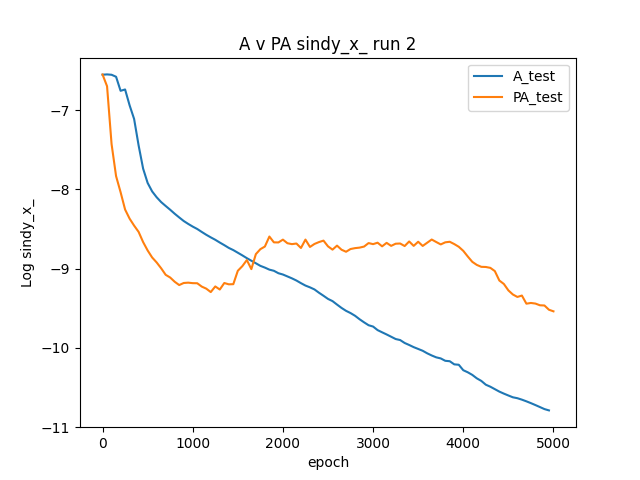 A v PA sindy_x_ run 2
A_test
PA_test
Log sindy_x_
−7
−8
−9
−10
−11
0
1000
2000
3000
4000
5000
epoch